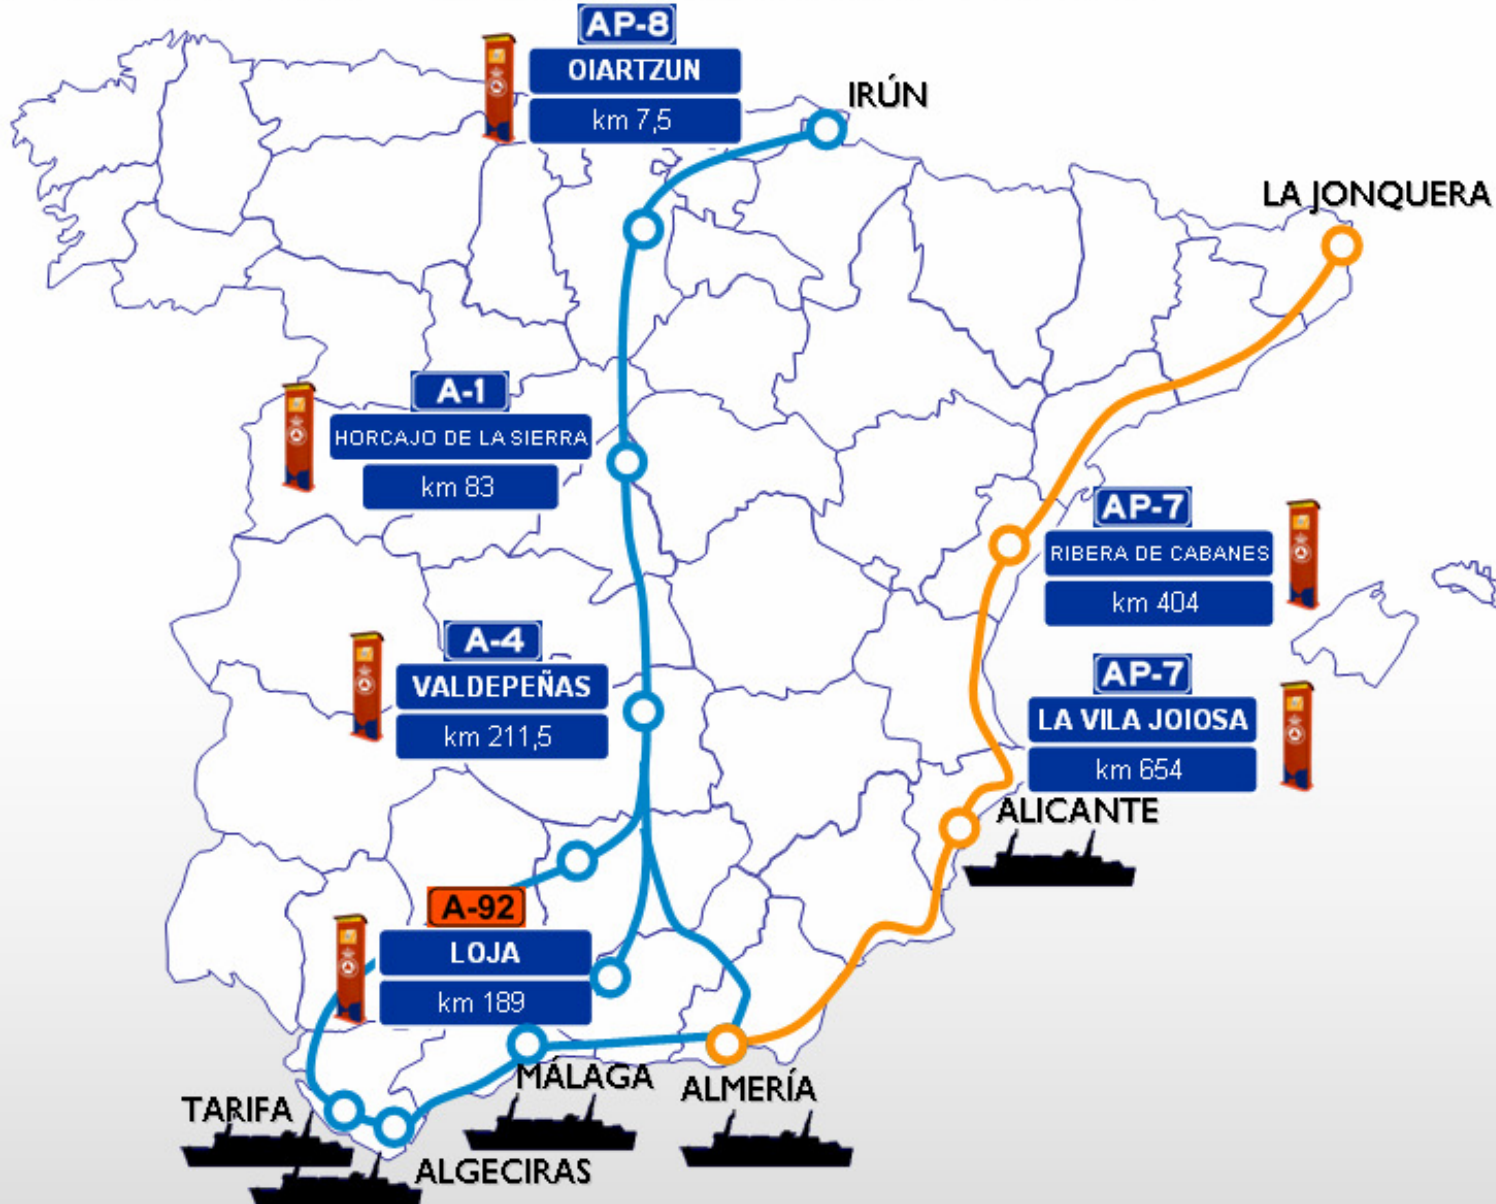 AP-8
OIARTZUN
km 7,5
IRÚN
LA JONQUERA
A-1
HORCAJO DE LA SIERRA
km 83
AP-7
RIBERA DE CABANES
km 404
A-4
VALDEPEÑAS
km 211,5
AP-7
LA VILA JOIOSA
km 654
ALICANTE
A-92
LOJA
km 189
MÁLAGA
ALMERÍA
TARIFA
ALGECIRAS